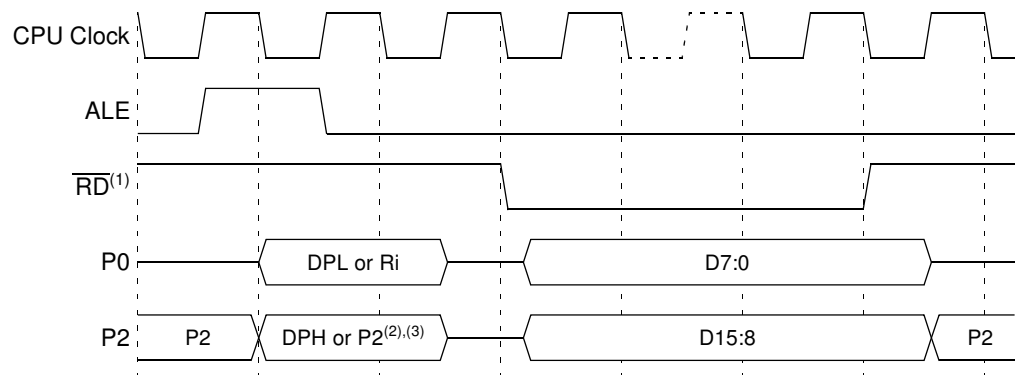 CPU Clock
ALE
RD(1)
P0 DPL or Ri D7:0
P2 P2 DPH or P2(2),(3) D15:8 P2